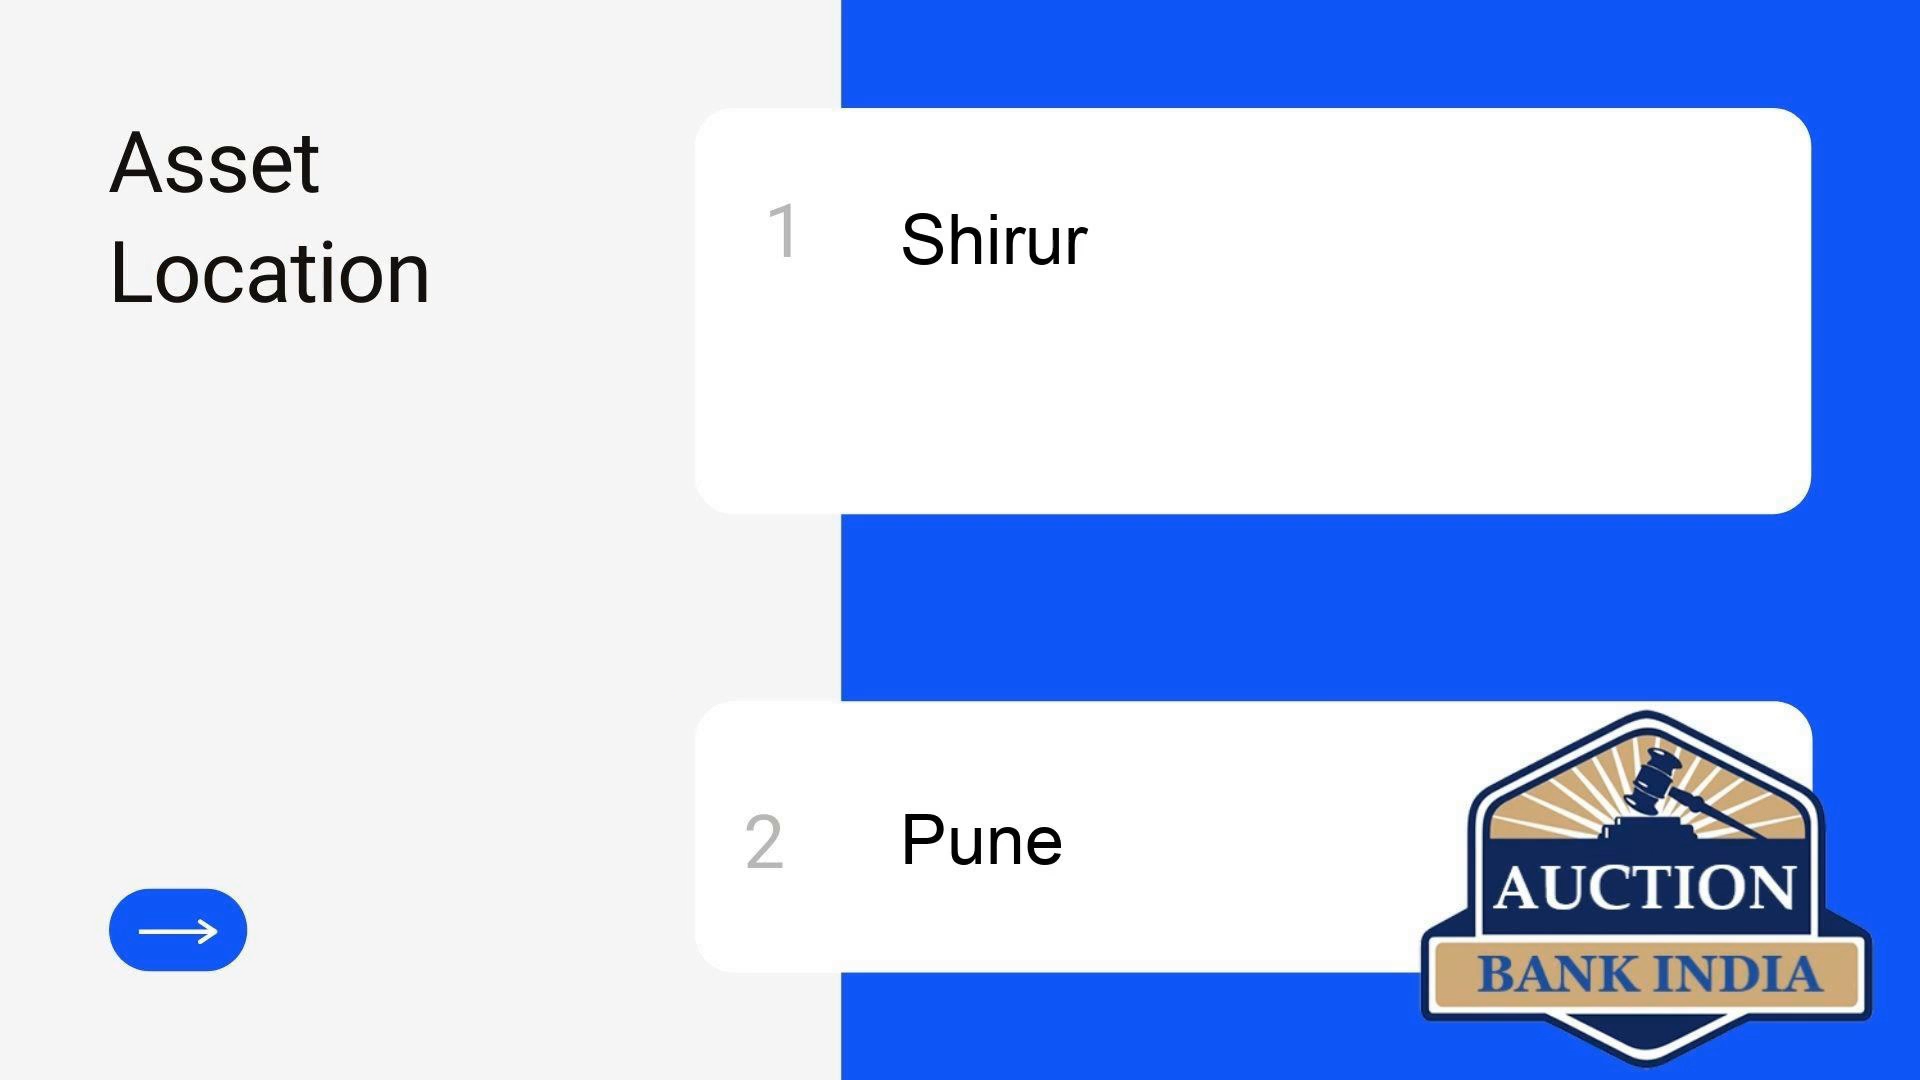 Asset
Location
1
Shirur
2
Pune
AUCTION
BANK INDIA